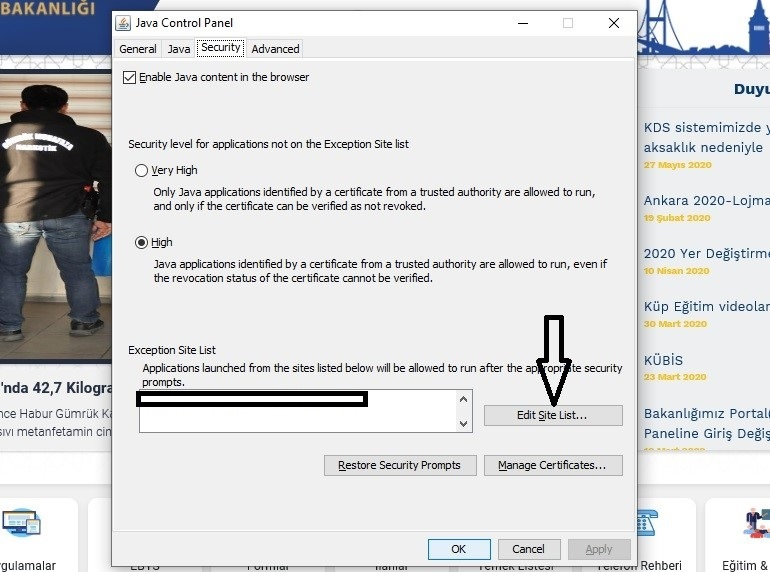 BAKANLIĞI
Java Control Panel
General
Java
Security
Advanced
Enable Java content in the browser
Security level for applications not on the Exception Site list
Very High
Only Java applications identified by a certificate from a trusted authority are allowed to run,
and only if the certificate can be verified as not revoked.
High
Java applications identified by a certificate from a trusted authority are allowed to run, even if
the revocation status of the certificate cannot be verified.
Exception Site List
Applications launched from the sites listed below will be allowed to run after the appropriate security
prompts.
Edit Site List...
Restore Security Prompts
Manage Certificates...
OK
Cancel
Apply
Duyu
KDS sistemimizde y
aksaklık nedeniyle
27 Mayıs 2020
Ankara 2020-Lojma
19 Şubat 2020
2020 Yer Değiştirme
10 Nisan 2020
Küp Eğitim videolar
30 Mart 2020
KÜBİS
23 Mart 2020
Bakanlığımız Portal
Paneline Giriş Değiş
'nda 42,7 Kilogra
nce Habur Gümrük Ka
sıvı metanfetamin cin
ygulamalar
EBYS
Formlar
İlanlar
Yemek Listesi
Telefon Rehberi
Eğitim &